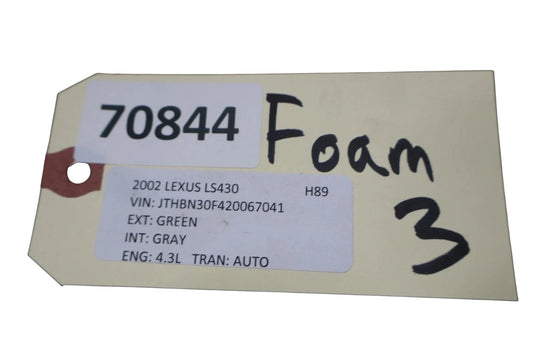 70844
Foam
3
2002 LEXUS LS430 H89
VIN: JTHBN30F420067041
EXT: GREEN
INT: GRAY
ENG: 4.3L TRAN: AUTO